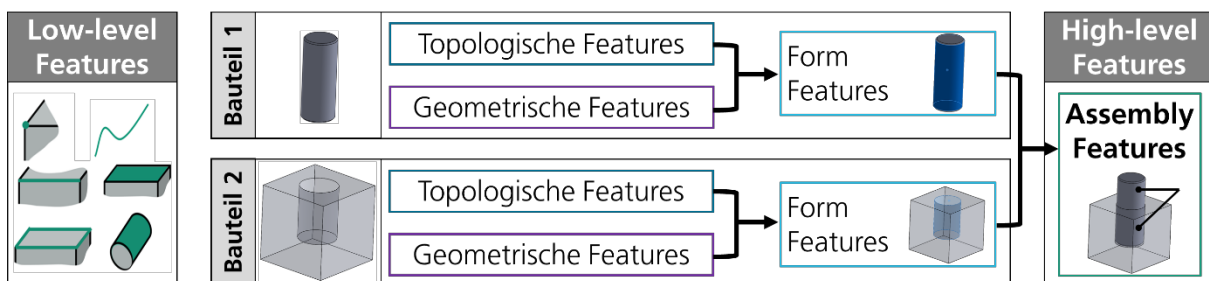 Low-level
Features
Bauteil 1
Topologische Features
Geometrische Features
Form
Features
Bauteil 2
Topologische Features
Geometrische Features
Form
Features
High-level
Features
Assembly
Features